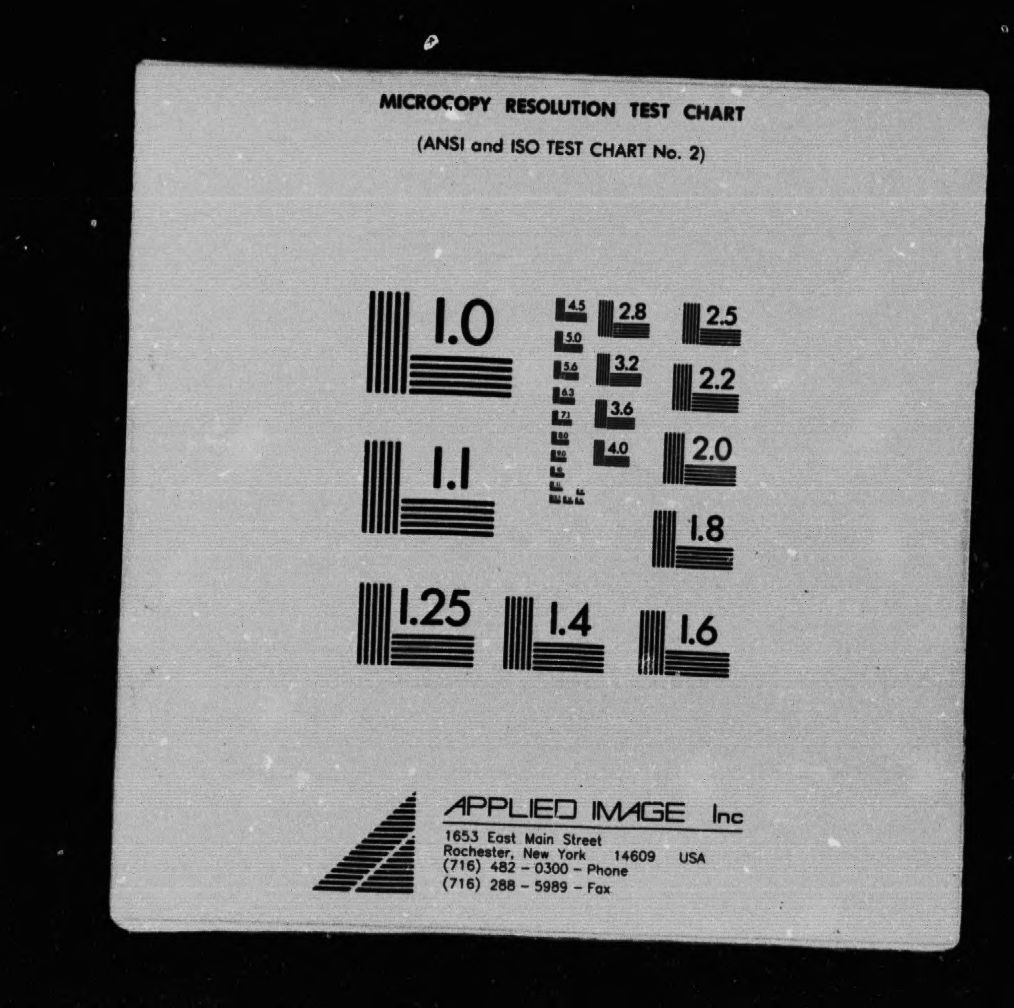 MICROCOPY RESOLUTION TEST CHART
(ANSI and ISO TEST CHART No. 2)
1.0
1.1
1.25
1.4
1.6
1.8
2.0
2.2
2.5
2.8
3.2
3.6
4.0
4.5
5.0
5.6
6.3
7.1
8.0
9.0
APPLIED IMAGE Inc
1653 East Main Street
Rochester, New York 14609 USA
(716) 482 - 0300 - Phone
(716) 288 - 5989 - Fax